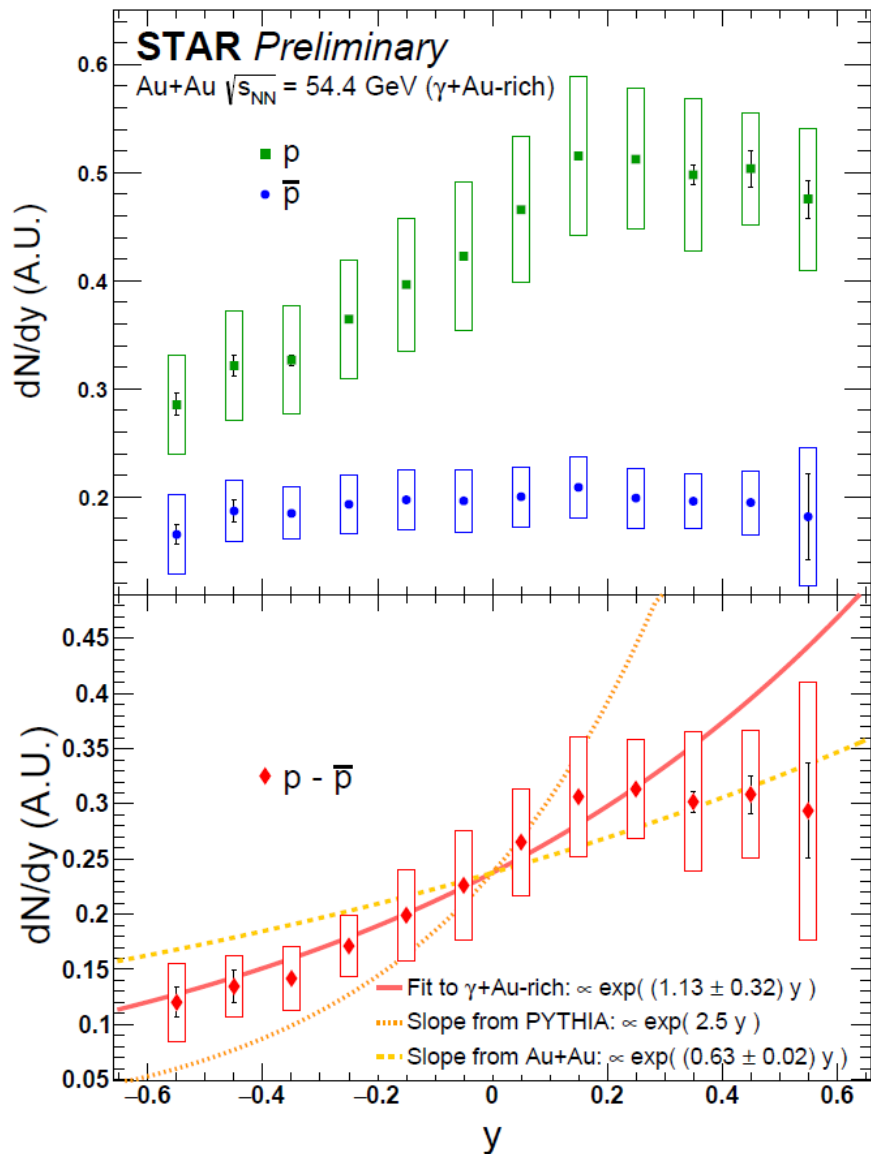 STAR Preliminary
Au+Au √s_NN = 54.4 GeV (γ+Au-rich)
p
p̅
dN/dy (A.U.)
0.6
0.5
0.4
0.3
0.2
p - p̅
dN/dy (A.U.)
0.45
0.4
0.35
0.3
0.25
0.2
0.15
0.1
0.05
Fit to γ+Au-rich: ∝ exp( (1.13 ± 0.32) y )
Slope from PYTHIA: ∝ exp( 2.5 y )
Slope from Au+Au: ∝ exp( (0.63 ± 0.02) y )
−0.6 −0.4 −0.2 0 0.2 0.4 0.6
y